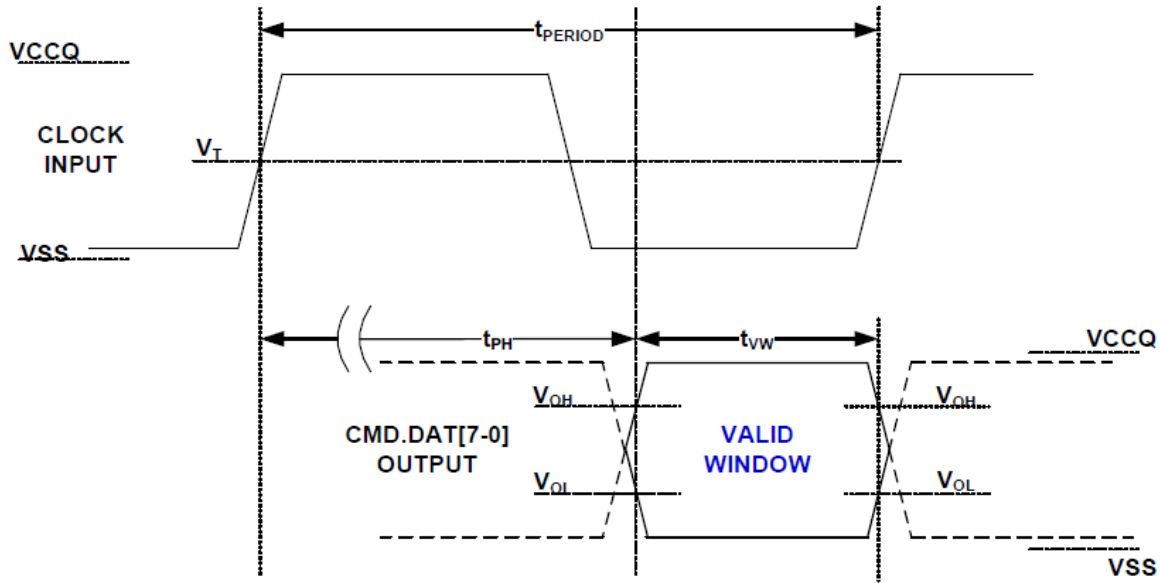 tPERIOD
VCCQ
CLOCK
INPUT
VT
VSS
tPH
tVW
VCCQ
VOH
VOH
CMD.DAT[7-0]
OUTPUT
VALID
WINDOW
VOL
VOL
VSS